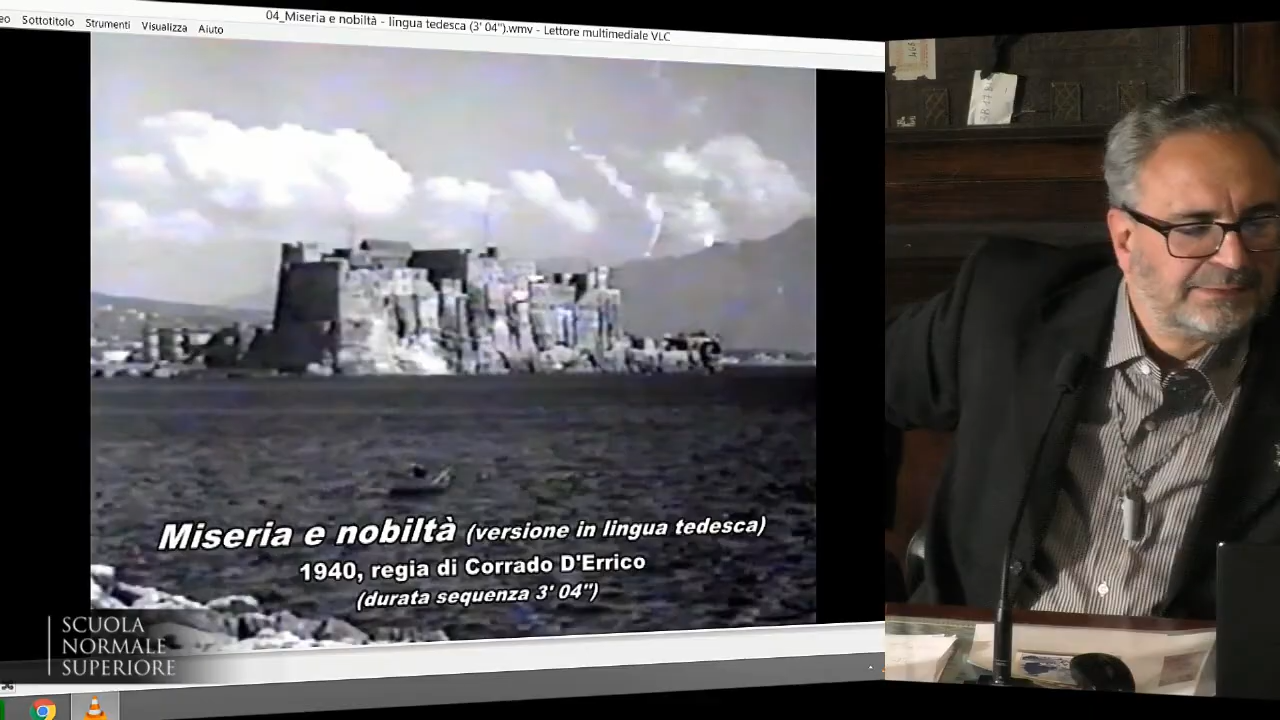 04_Miseria e nobiltà - lingua tedesca (3' 04").wmv - Lettore multimediale VLC
Sottotitolo Strumenti Visualizza Aiuto
Miseria e nobiltà (versione in lingua tedesca)
1940, regia di Corrado D'Errico
(durata sequenza 3' 04")
SCUOLA
NORMALE
SUPERIORE